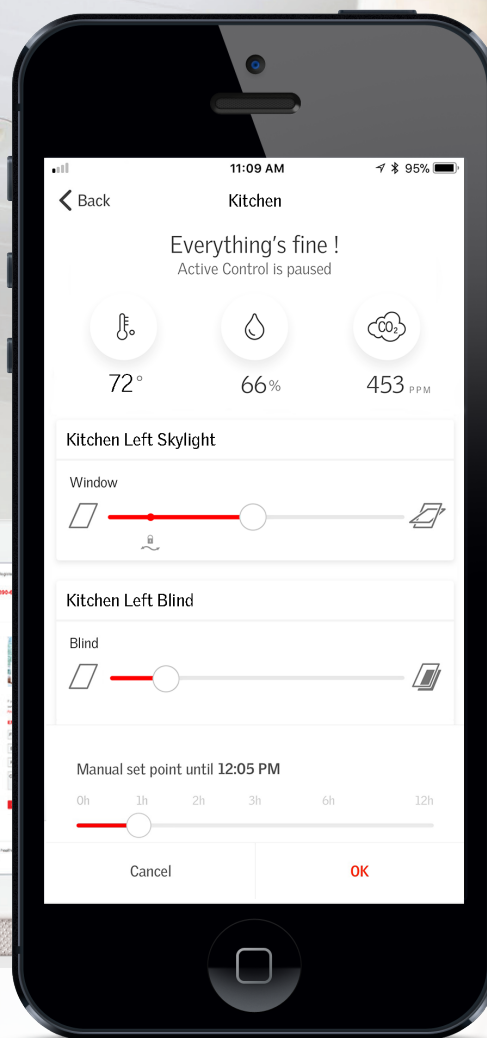 11:09 AM
95%
Back
Kitchen
Everything's fine !
Active Control is paused
CO₂
72° 66% 453 PPM
Kitchen Left Skylight
Window
Kitchen Left Blind
Blind
Manual set point until 12:05 PM
0h 1h 2h 3h 6h 12h
Cancel
OK